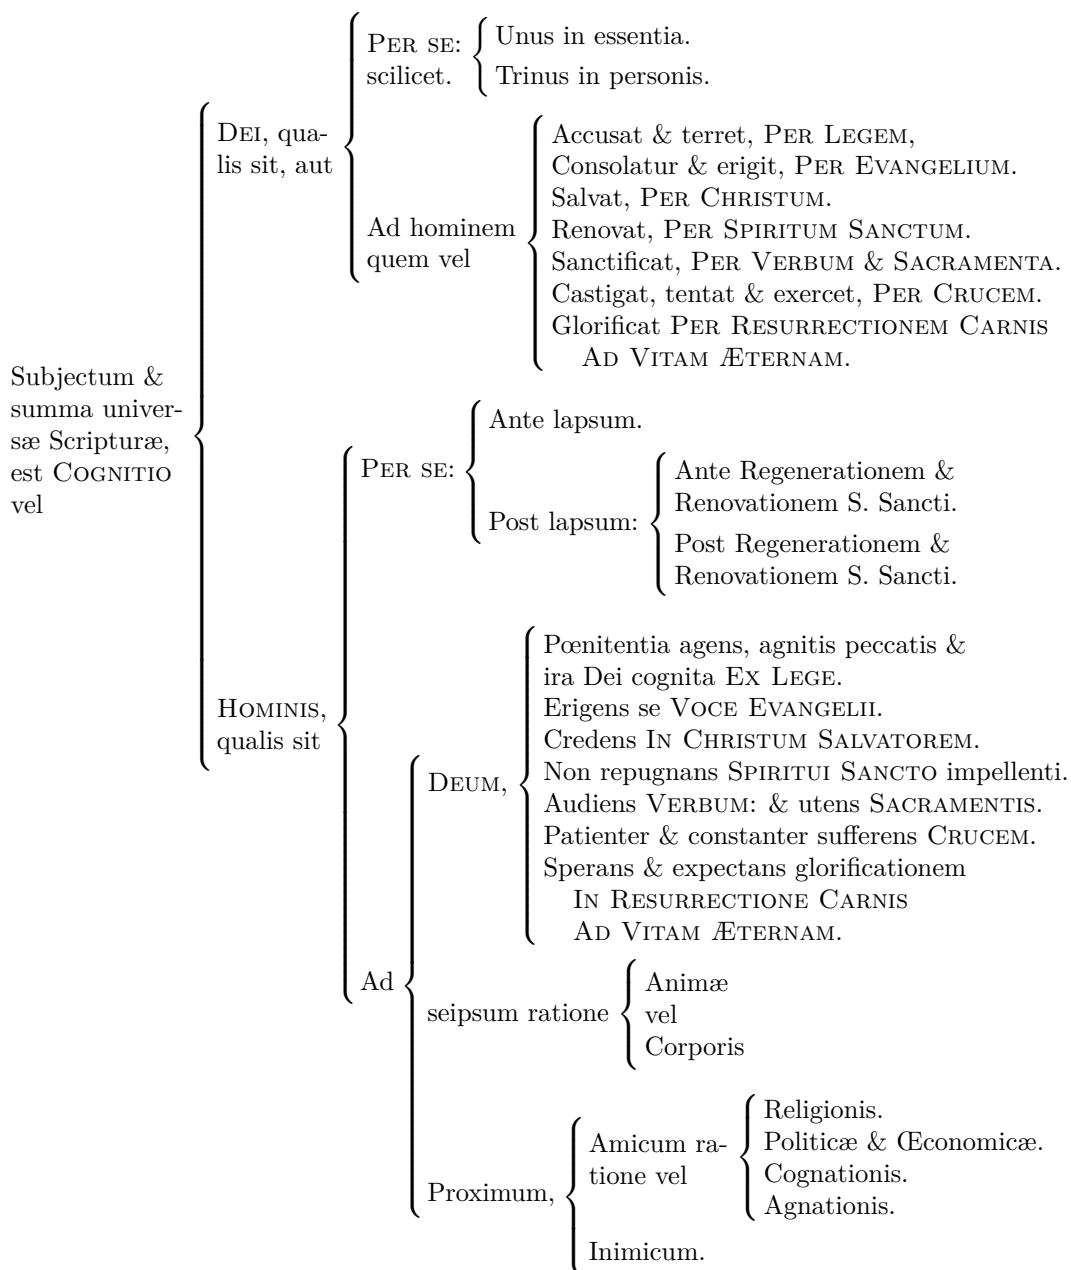 Subjectum &
summa univer-
sæ Scripturæ,
est COGNITIO
vel
DEI, qua-
lis sit, aut
PER SE:
scilicet.
Unus in essentia.
Trinus in personis.
Ad hominem
quem vel
Accusat & terret, PER LEGEM,
Consolatur & erigit, PER EVANGELIUM.
Salvat, PER CHRISTUM.
Renovat, PER SPIRITUM SANCTUM.
Sanctificat, PER VERBUM & SACRAMENTA.
Castigat, tentat & exercet, PER CRUCEM.
Glorificat PER RESURRECTIONEM CARNIS
AD VITAM ÆTERNAM.
HOMINIS,
qualis sit
PER SE:
Ante lapsum.
Post lapsum:
Ante Regenerationem &
Renovationem S. Sancti.
Post Regenerationem &
Renovationem S. Sancti.
Ad
DEUM,
Pœnitentia agens, agnitis peccatis &
ira Dei cognita EX LEGE.
Erigens se VOCE EVANGELII.
Credens IN CHRISTUM SALVATOREM.
Non repugnans SPIRITUI SANCTO impellenti.
Audiens VERBUM: & utens SACRAMENTIS.
Patienter & constanter sufferens CRUCEM.
Sperans & expectans glorificationem
IN RESURRECTIONE CARNIS
AD VITAM ÆTERNAM.
seipsum ratione
Animæ
vel
Corporis
Proximum,
Amicum ra-
tione vel
Religionis.
Politicæ & Œconomicæ.
Cognationis.
Agnationis.
Inimicum.